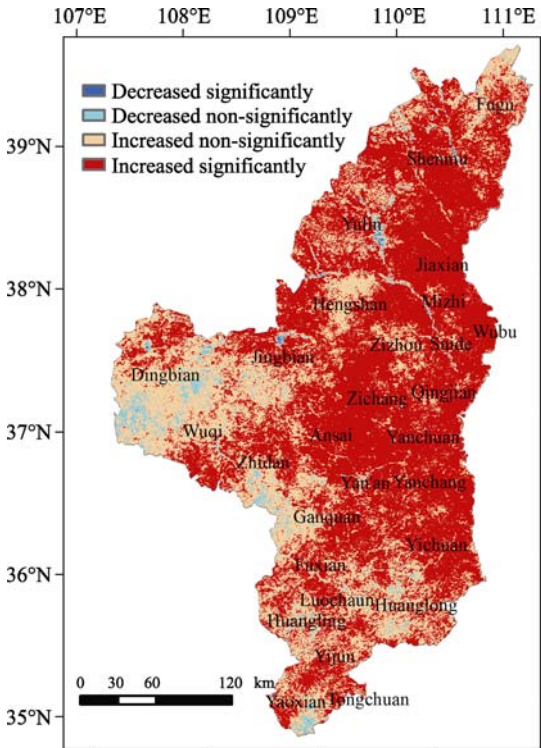 107°E 108°E 109°E 110°E 111°E
Decreased significantly
Decreased non-significantly
Increased non-significantly
Increased significantly
Fugu
39°N
Shenmu
Yulin
Jiaxian
38°N
Hengshan
Mizhi
Wubu
Zizhou Suide
Jingbian
Dingbian
Zichang Qingjian
37°N
Wuqi
Ansai
Yanchuan
Zhidan
Yan'an Yanchang
Ganquan
Yichuan
36°N
Fuxian
Luochaun
Huanglong
Huangling
Yijun
0 30 60 120 km
Yaoxian Tongchuan
35°N